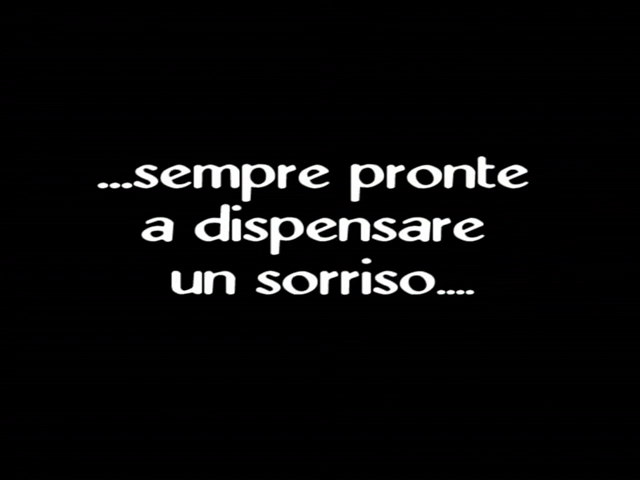 ...sempre pronte
a dispensare
un sorriso....